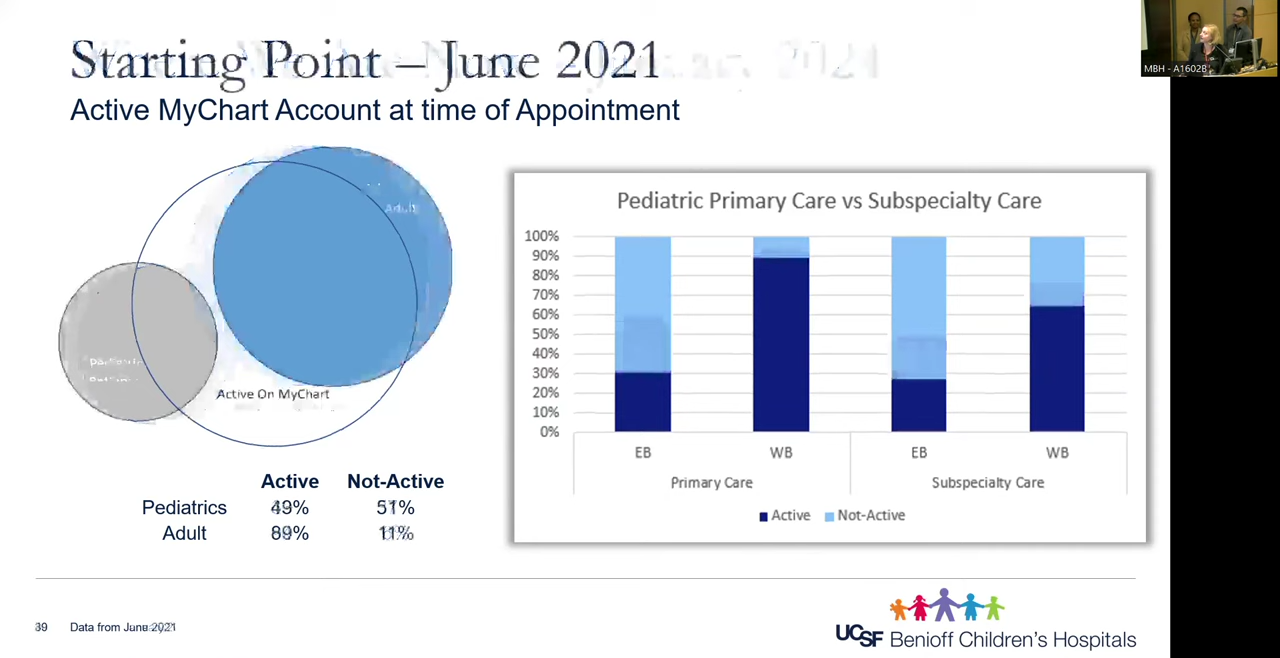 Starting Point – June 2021
Active MyChart Account at time of Appointment
MBH - A1602B
Adult
Active On MyChart
Active Not-Active
Pediatrics 49% 51%
Adult 89% 11%
Pediatric Primary Care vs Subspecialty Care
100%
90%
80%
70%
60%
50%
40%
30%
20%
10%
0%
EB WB EB WB
Primary Care Subspecialty Care
Active Not-Active
39 Data from June 2021
UCSF Benioff Children's Hospitals